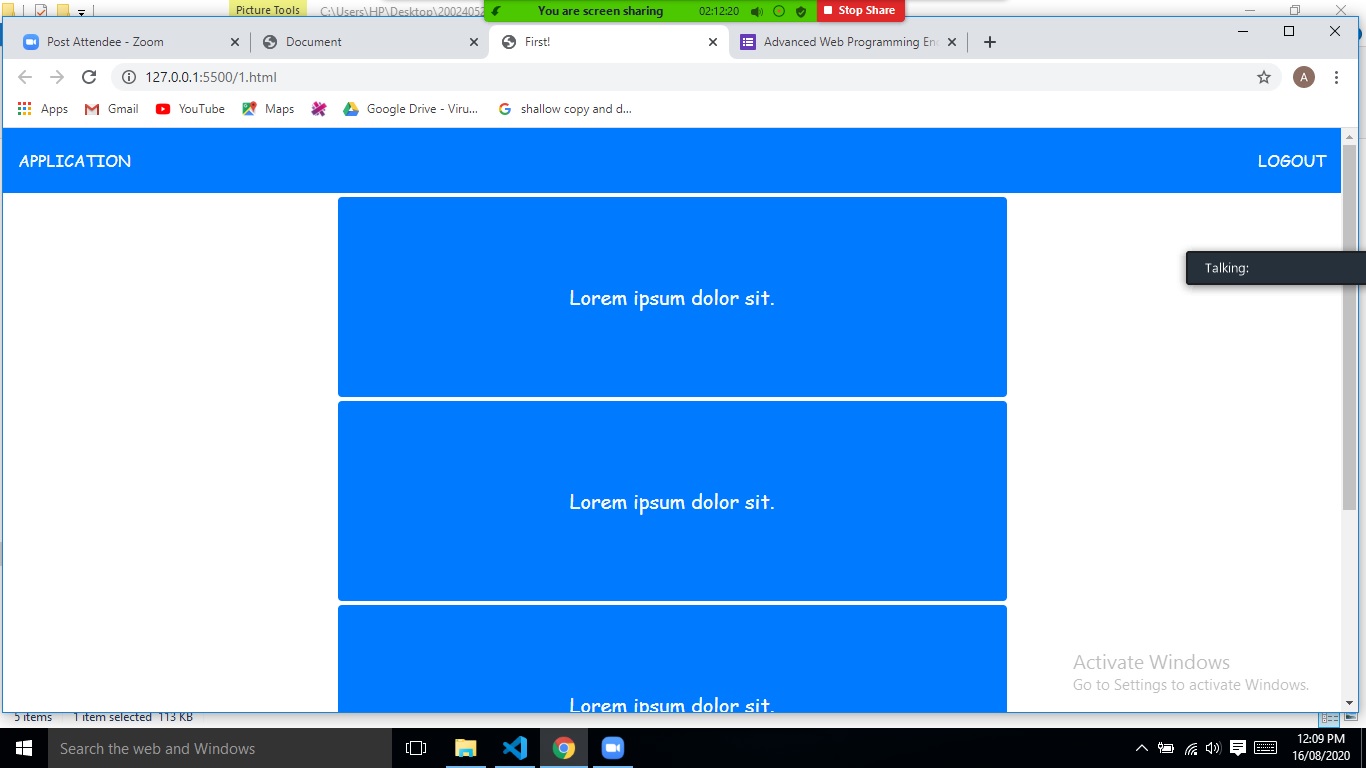 Picture Tools
C:\Users\HP\Desktop\20024052
You are screen sharing
02:12:20
Stop Share
Post Attendee - Zoom
Document
First!
Advanced Web Programming En
127.0.0.1:5500/1.html
A
Apps
Gmail
YouTube
Maps
Google Drive - Viru...
shallow copy and d...
APPLICATION
LOGOUT
Lorem ipsum dolor sit.
Talking:
Lorem ipsum dolor sit.
Lorem ipsum dolor sit.
Activate Windows
Go to Settings to activate Windows.
5 items
1 item selected 113 KB
Search the web and Windows
12:09 PM
16/08/2020